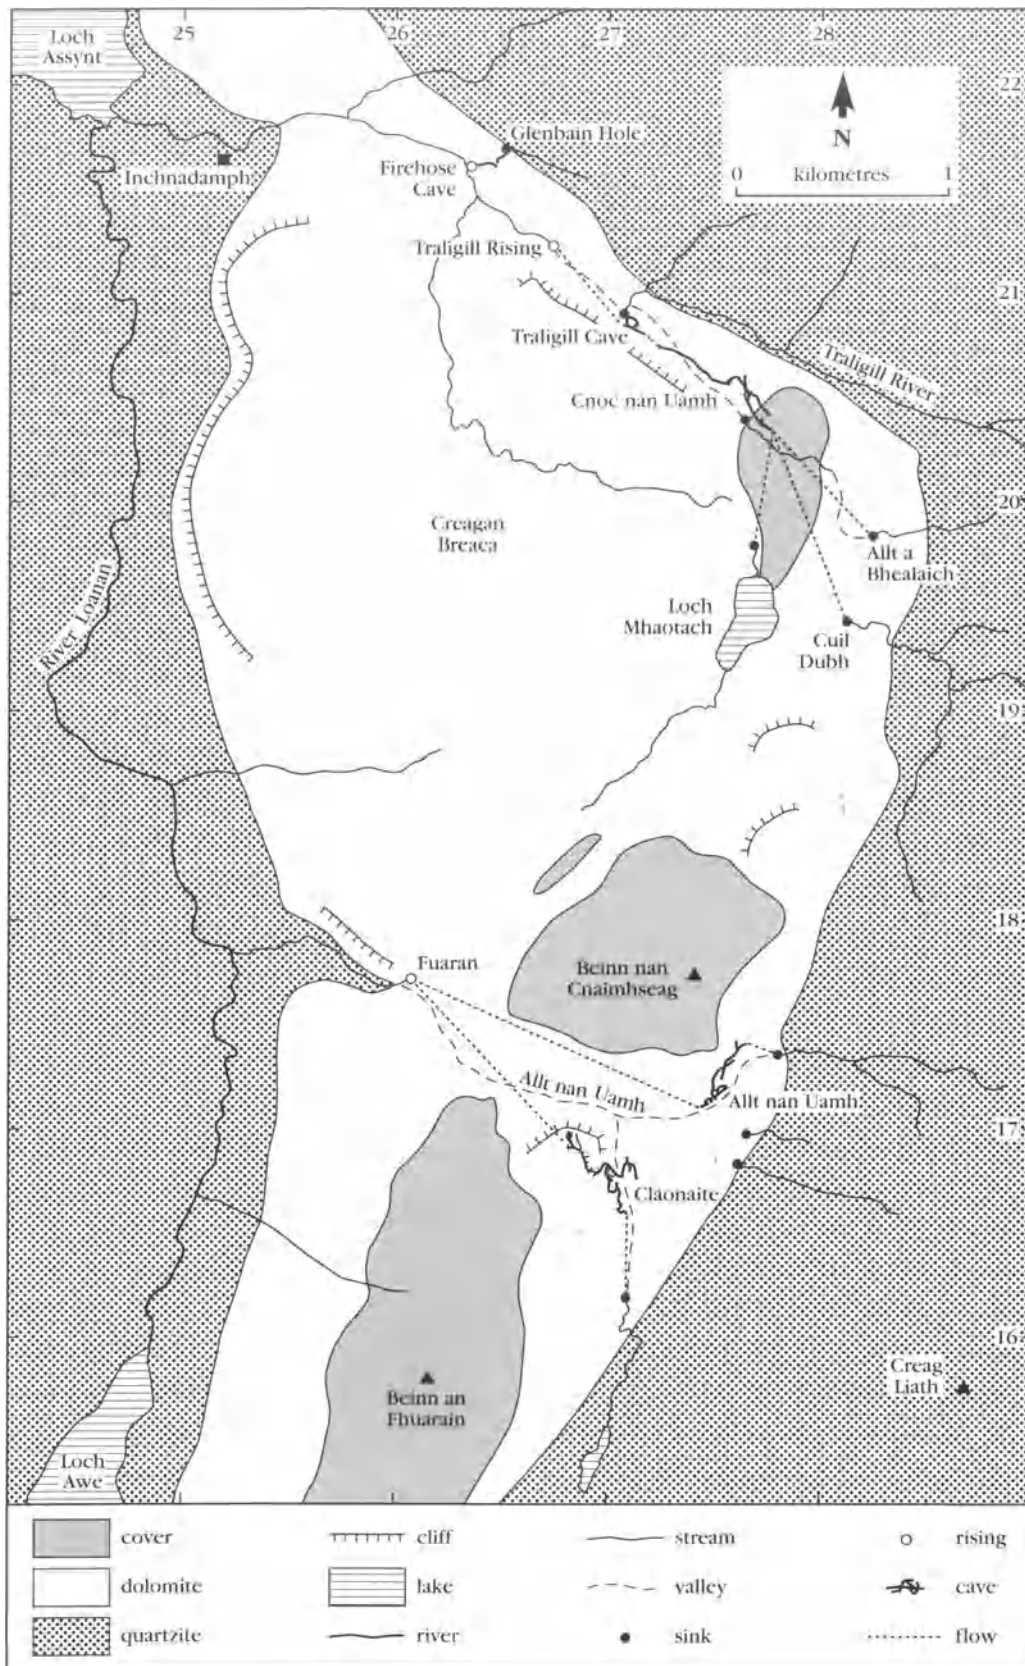 Loch
Assynt
25
26
27
28
22
N
0 kilometres 1
Glenbain Hole
Inchnadamph
Firehose
Cave
Traligill Rising
21
Traligill Cave
Traligill River
Cnoc nan Uamh
20
Creagan
Breaca
Allt a
Bhealaich
River Loanan
Loch
Mhaotach
Cuil
Dubh
19
18
Fuaran
Beinn nan
Cnaimhseag
Allt nan Uamh
Allt nan Uamh
17
Claonaite
16
Creag
Liath
Beinn an
Fhuarain
Loch
Awe
cover
cliff
stream
rising
dolomite
lake
valley
cave
quartzite
river
sink
flow